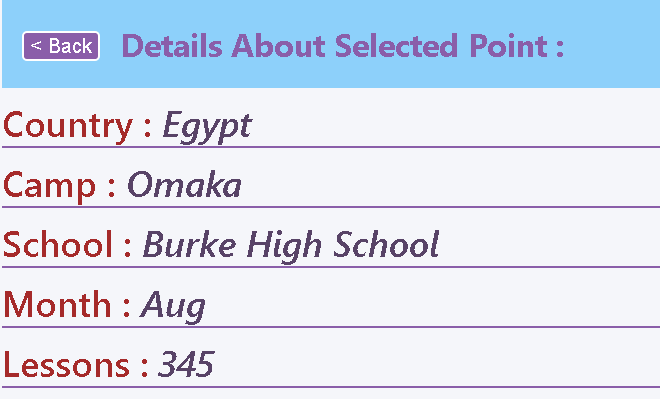 < Back Details About Selected Point :
Country : Egypt
Camp : Omaka
School : Burke High School
Month : Aug
Lessons : 345